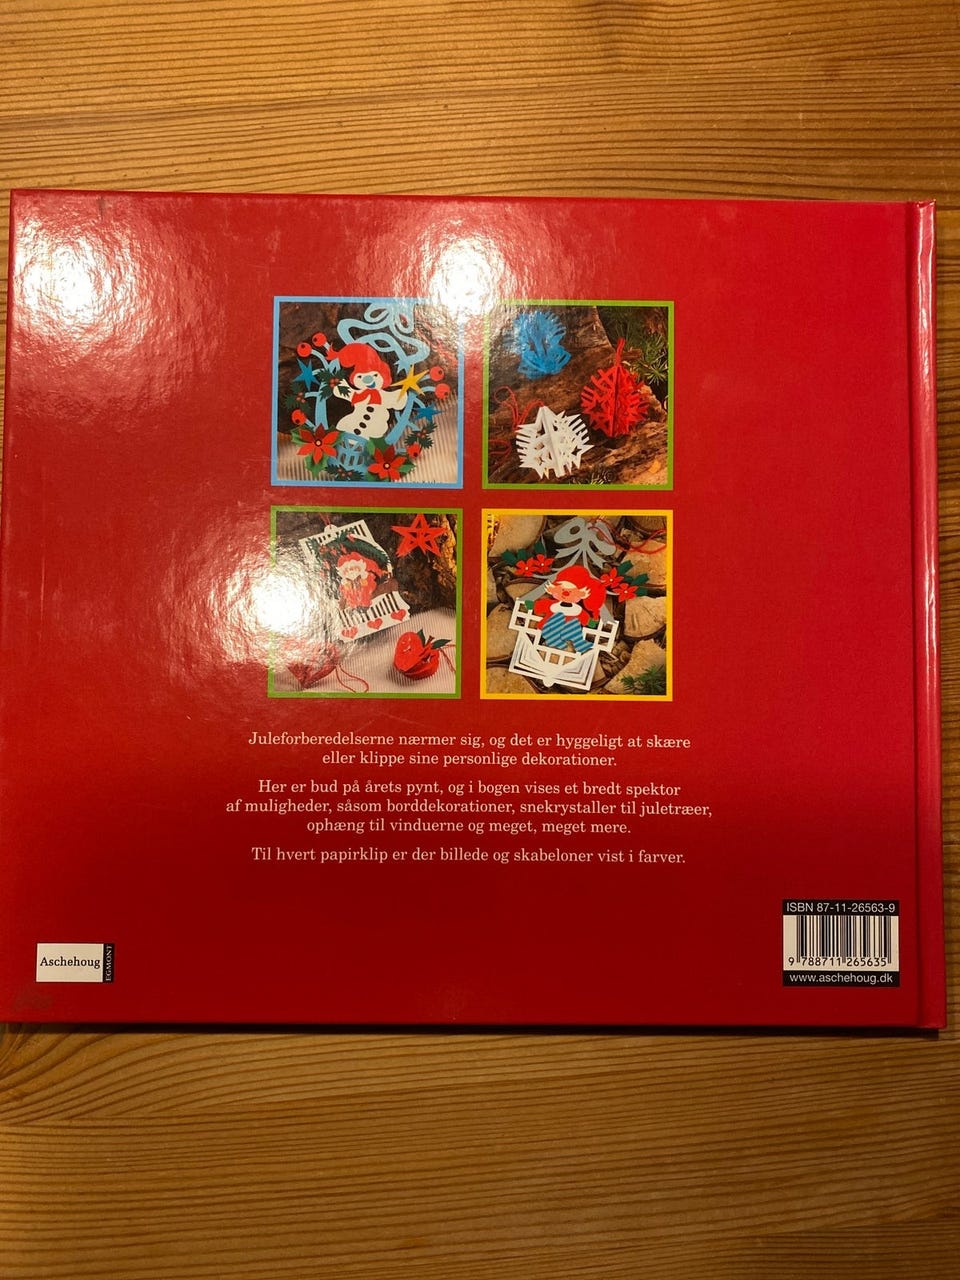 Juleforberedelserne nærmer sig, og det er hyggeligt at skære
eller klippe sine personlige dekorationer.
Her er bud på årets pynt, og i bogen vises et bredt spektor
af muligheder, såsom borddekorationer, snekrystaller til juletræer,
ophæng til vinduerne og meget, meget mere.
Til hvert papirklip er der billede og skabeloner vist i farver.
Aschehoug
EGMONT
ISBN 87-11-26563-9
9 788711 265635
www.aschehoug.dk